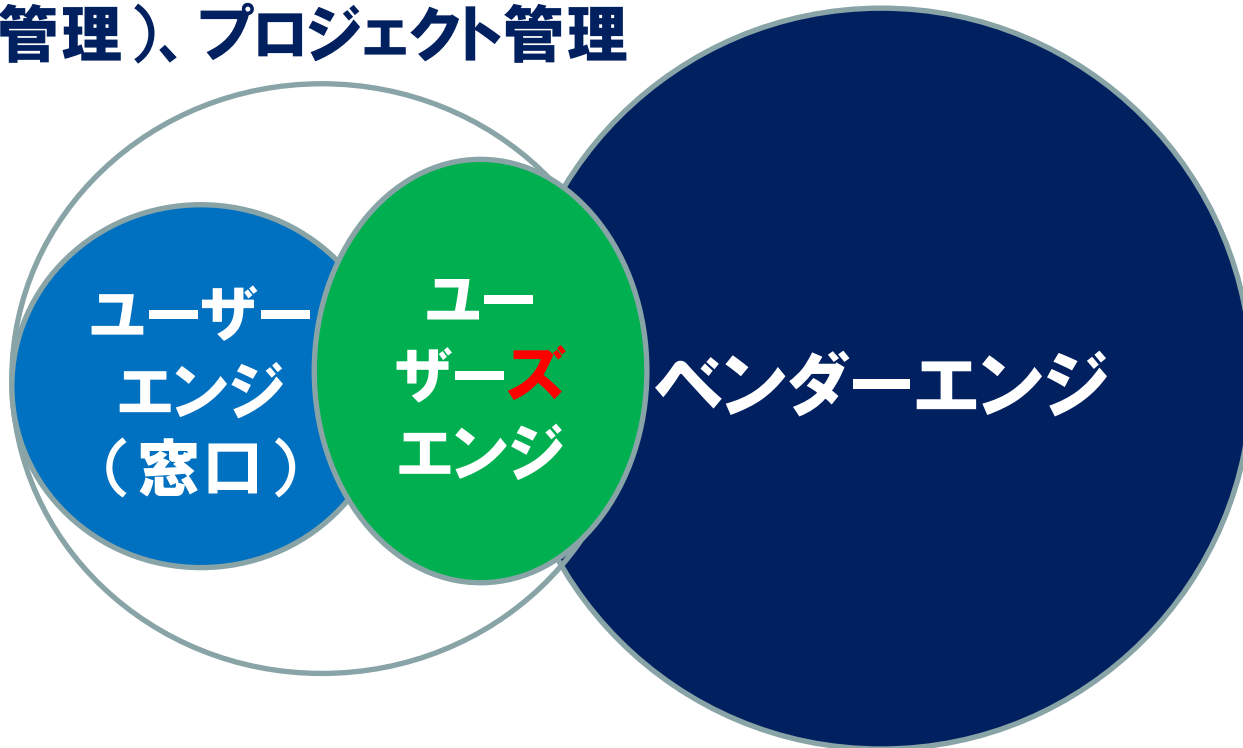 管理）、プロジェクト管理
ユーザー
エンジ
（窓口）
ユー
ザーズ
エンジ
ベンダーエンジ